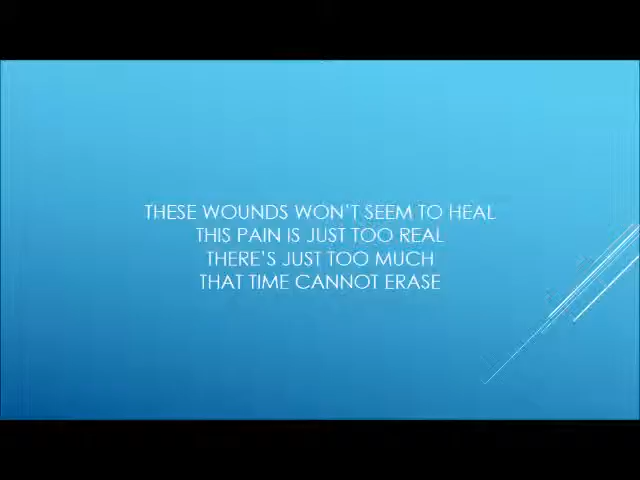 THESE WOUNDS WON'T SEEM TO HEAL
THIS PAIN IS JUST TOO REAL
THERE'S JUST TOO MUCH
THAT TIME CANNOT ERASE